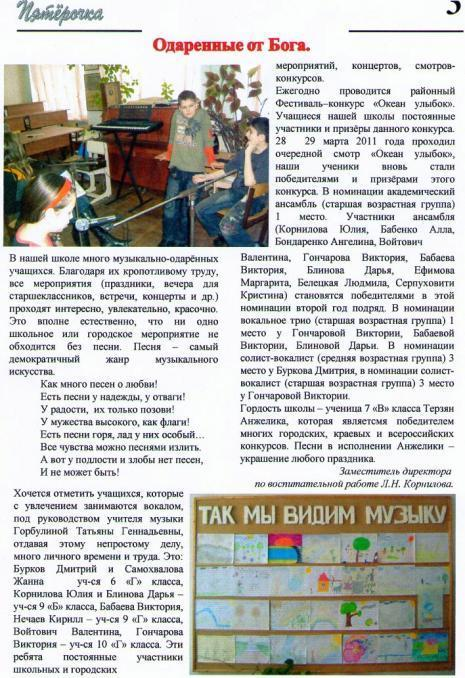 Пятёрочка
Одаренные от Бога.
В нашей школе много музыкально-одарённых
учащихся. Благодаря их кропотливому труду,
все мероприятия (праздники, вечера для
старшеклассников, встречи, концерты и др.)
проходят интересно, увлекательно, красочно.
Это вполне естественно, что ни одно
школьное или городское мероприятие не
обходится без песни. Песня – самый
демократичный жанр музыкального
искусства.
Как много песен о любви!
Есть песни у надежды, у отваги!
У радости, их только позови!
У мужества высокого, как флаги!
Есть песни горя, лад у них особый…
Все чувства можно песнями излить.
А вот у подлости и злобы нет песен,
И не может быть!
Хочется отметить учащихся, которые
с увлечением занимаются вокалом,
под руководством учителя музыки
Горбулиной Татьяны Геннадьевны,
отдавая этому непростому делу,
много личного времени и труда. Это:
Бурков Дмитрий и Самохвалова
Жанна уч-ся 6 «Г» класса,
Корнилова Юлия и Блинова Дарья –
уч-ся 9 «Б» класса, Бабаева Виктория,
Нечаев Кирилл – уч-ся 9 «Г» класса,
Войтович Валентина, Гончарова
Виктория – уч-ся 10 «Г» класса. Эти
ребята постоянные участники
школьных и городских
мероприятий, концертов, смотров-
конкурсов.
Ежегодно проводится районный
Фестиваль–конкурс «Океан улыбок».
Учащиеся нашей школы постоянные
участники и призёры данного конкурса.
28 29 марта 2011 года проходил
очередной смотр «Океан улыбок»,
наши ученики вновь стали
победителями и призёрами этого
конкурса. В номинации академический
ансамбль (старшая возрастная группа)
1 место. Участники ансамбля
(Корнилова Юлия, Бабенко Алла,
Бондаренко Ангелина, Войтович
Валентина, Гончарова Виктория, Бабаева
Виктория, Блинова Дарья, Ефимова
Маргарита, Белецкая Людмила, Серпуховити
Кристина) становятся победителями в этой
номинации второй год подряд. В номинации
вокальное трио (старшая возрастная группа) 1
место у Гончаровой Виктории, Бабаевой
Виктории, Блиновой Дарьи. В номинации
солист-вокалист (средняя возрастная группа) 3
место у Буркова Дмитрия, в номинации солист-
вокалист (старшая возрастная группа) 3 место
у Гончаровой Виктории.
Гордость школы – ученица 7 «В» класса Терзян
Анжелика, которая являетсмя победителем
многих городских, краевых и всероссийских
конкурсов. Песни в исполнении Анжелики –
украшение любого праздника.
Заместитель директора
по воспитательной работе Л.Н. Корнилова.
ТАК МЫ ВИДИМ МУЗЫКУ